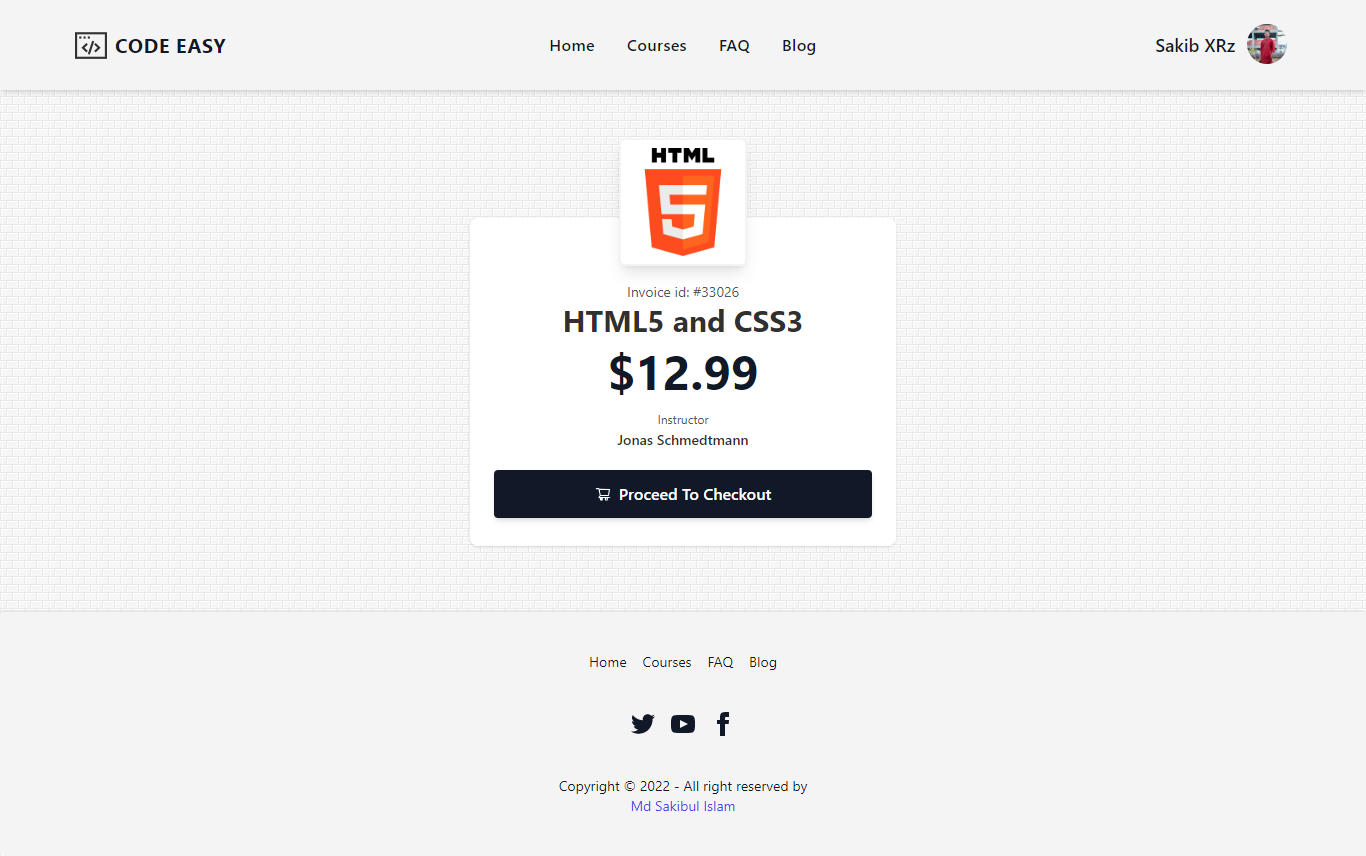 CODE EASY
Home Courses FAQ Blog
Sakib XRz
HTML
5
Invoice id: #33026
HTML5 and CSS3
$12.99
Instructor
Jonas Schmedtmann
Proceed To Checkout
Home Courses FAQ Blog
Copyright © 2022 - All right reserved by
Md Sakibul Islam